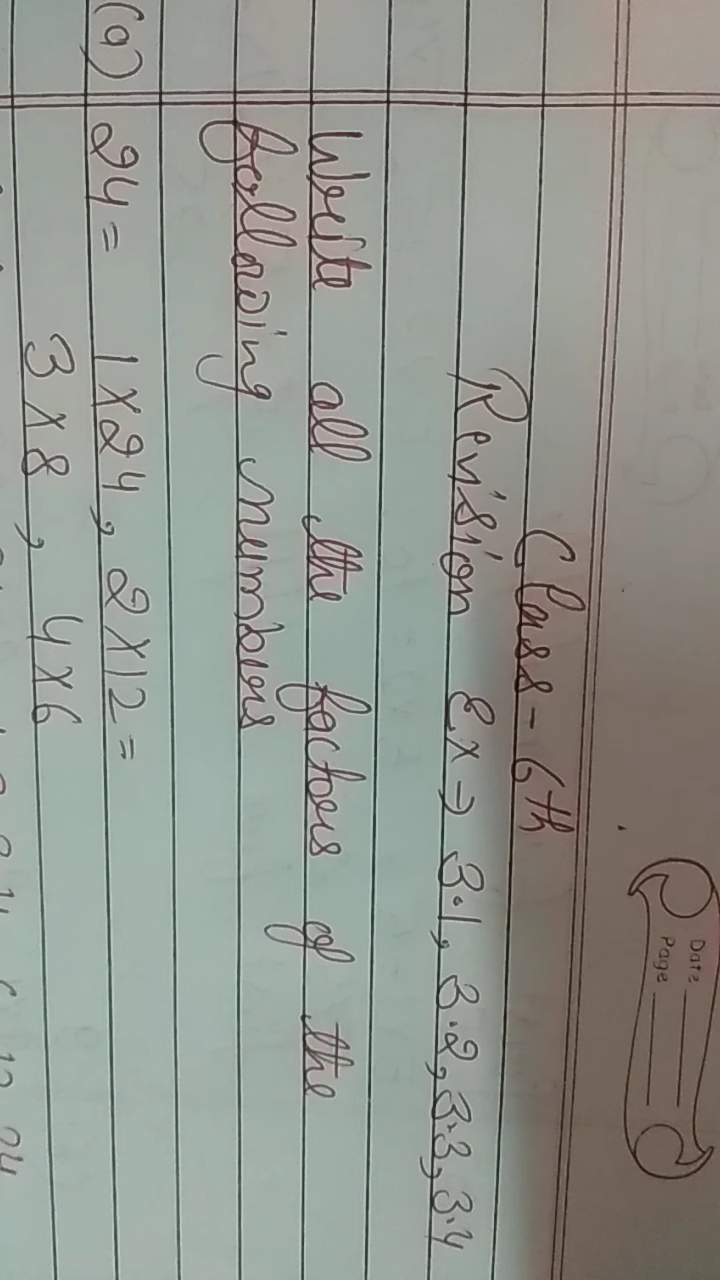 Date
Page
Class-6th
Revision Ex→ 3.1, 3.2, 3.3, 3.4
Write all the factors of the
following numbers
(a) 24 = 1×24, 2×12 =
3×8, 4×6